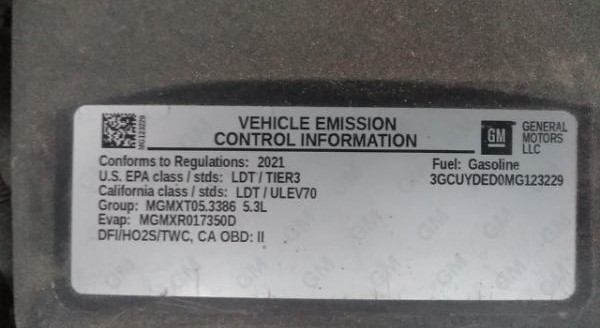 VEHICLE EMISSION
CONTROL INFORMATION
MG123229
GM
GENERAL
MOTORS
LLC
Conforms to Regulations: 2021
Fuel: Gasoline
U.S. EPA class / stds: LDT / TIER3
3GCUYDED0MG123229
California class / stds: LDT / ULEV70
Group: MGMXT05.3386 5.3L
Evap: MGMXR017350D
DFI/HO2S/TWC, CA OBD: II